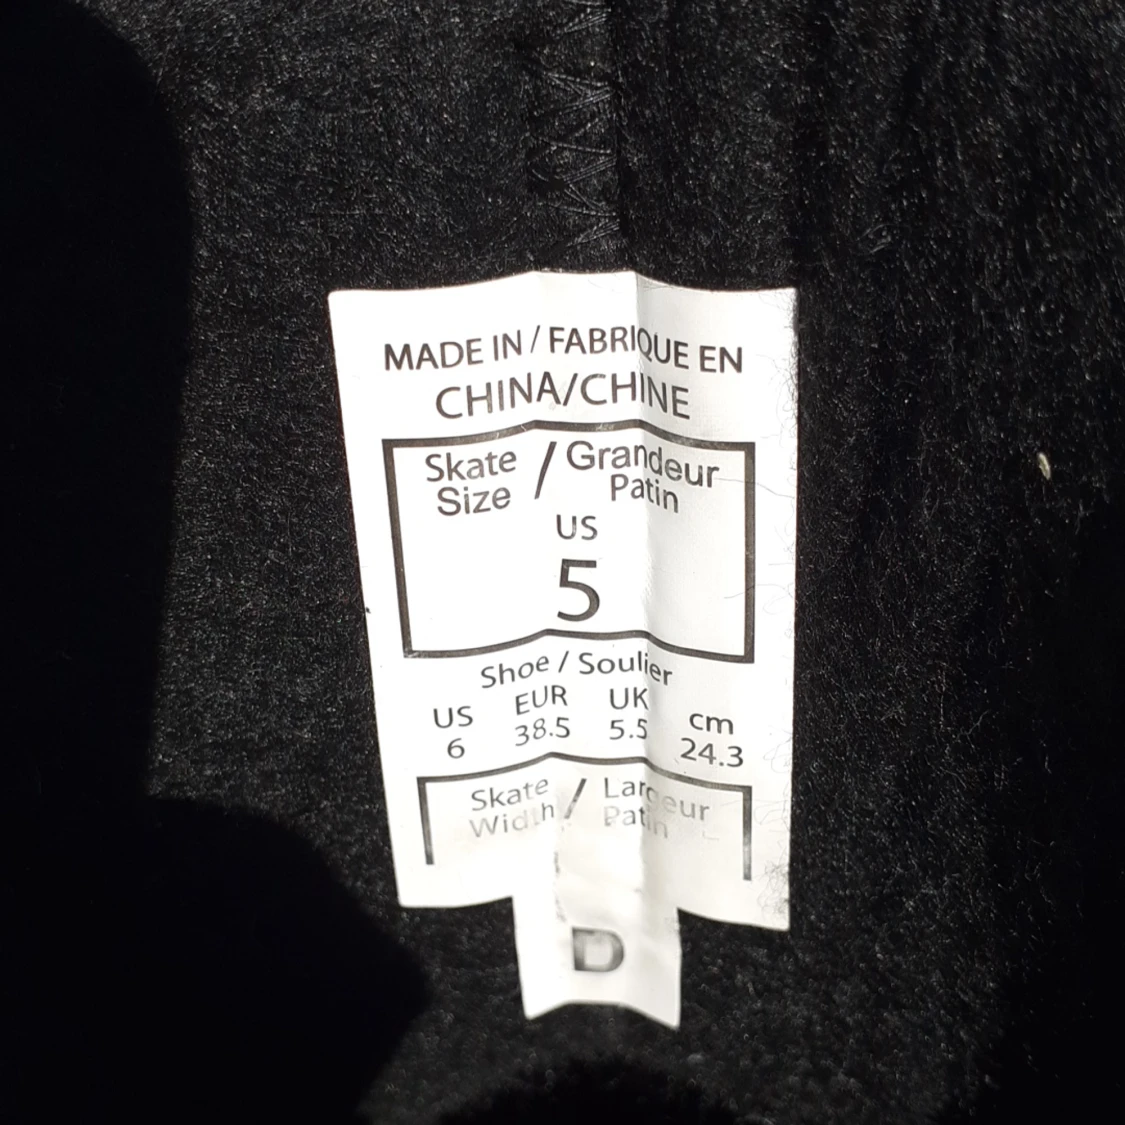 MADE IN / FABRIQUE EN
CHINA/CHINE
Skate Size / Grandeur Patin
US
5
Shoe / Soulier
US EUR UK cm
6 38.5 5.5 24.3
Skate Width / Largeur Patin
D